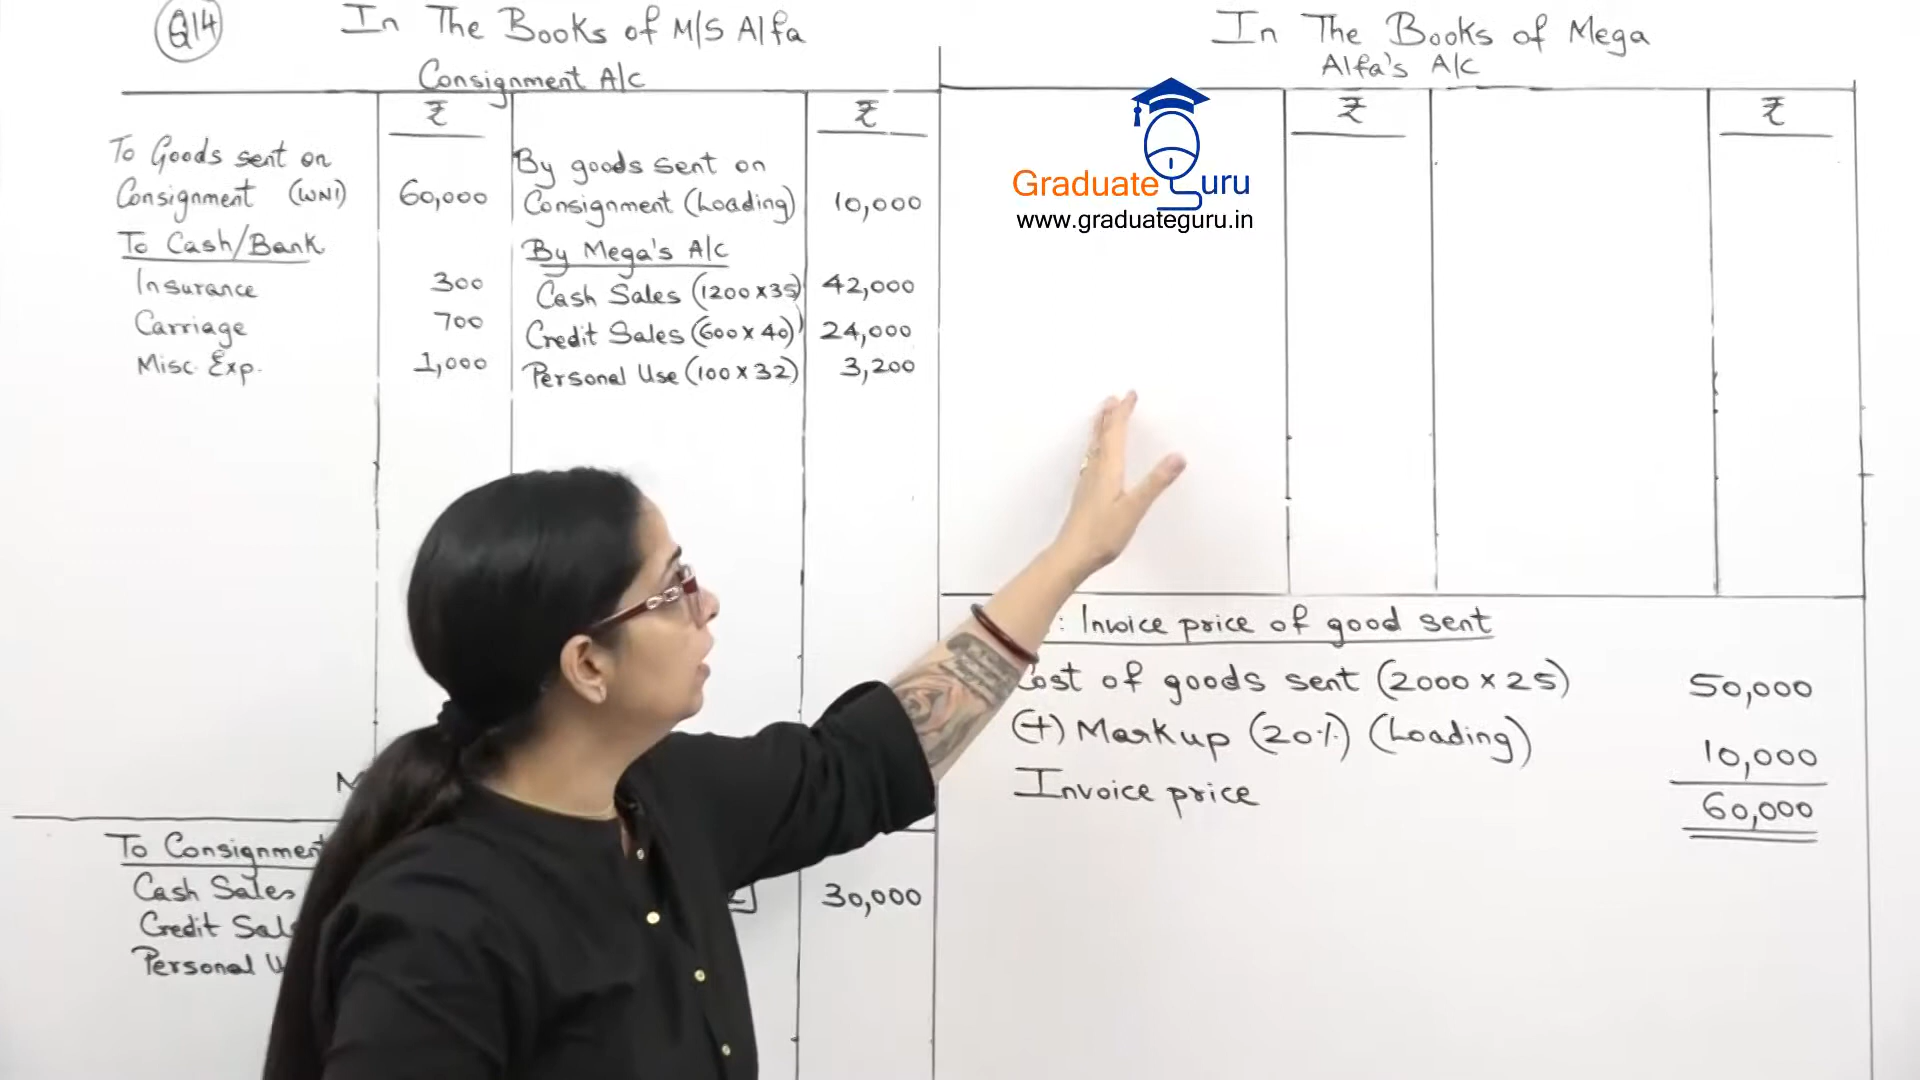 Q14
In The Books of M/S Alfa
Consignment A/c
₹ ₹
To Goods sent on
Consignment (WN1) 60,000
To Cash/Bank
Insurance 300
Carriage 700
Misc. Exp. 1,000
By goods sent on
Consignment (Loading) 10,000
By Mega's A/c
Cash Sales (1200×35) 42,000
Credit Sales (600×40) 24,000
Personal Use (100×32) 3,200
To Consignment
Cash Sales
Credit
Personal
30,000
In The Books of Mega
Alfa's A/C
₹ ₹
Graduate Guru
www.graduateguru.in
: Invoice price of good sent
Cost of goods sent (2000×25) 50,000
(+) Markup (20%) (Loading) 10,000
Invoice price 60,000